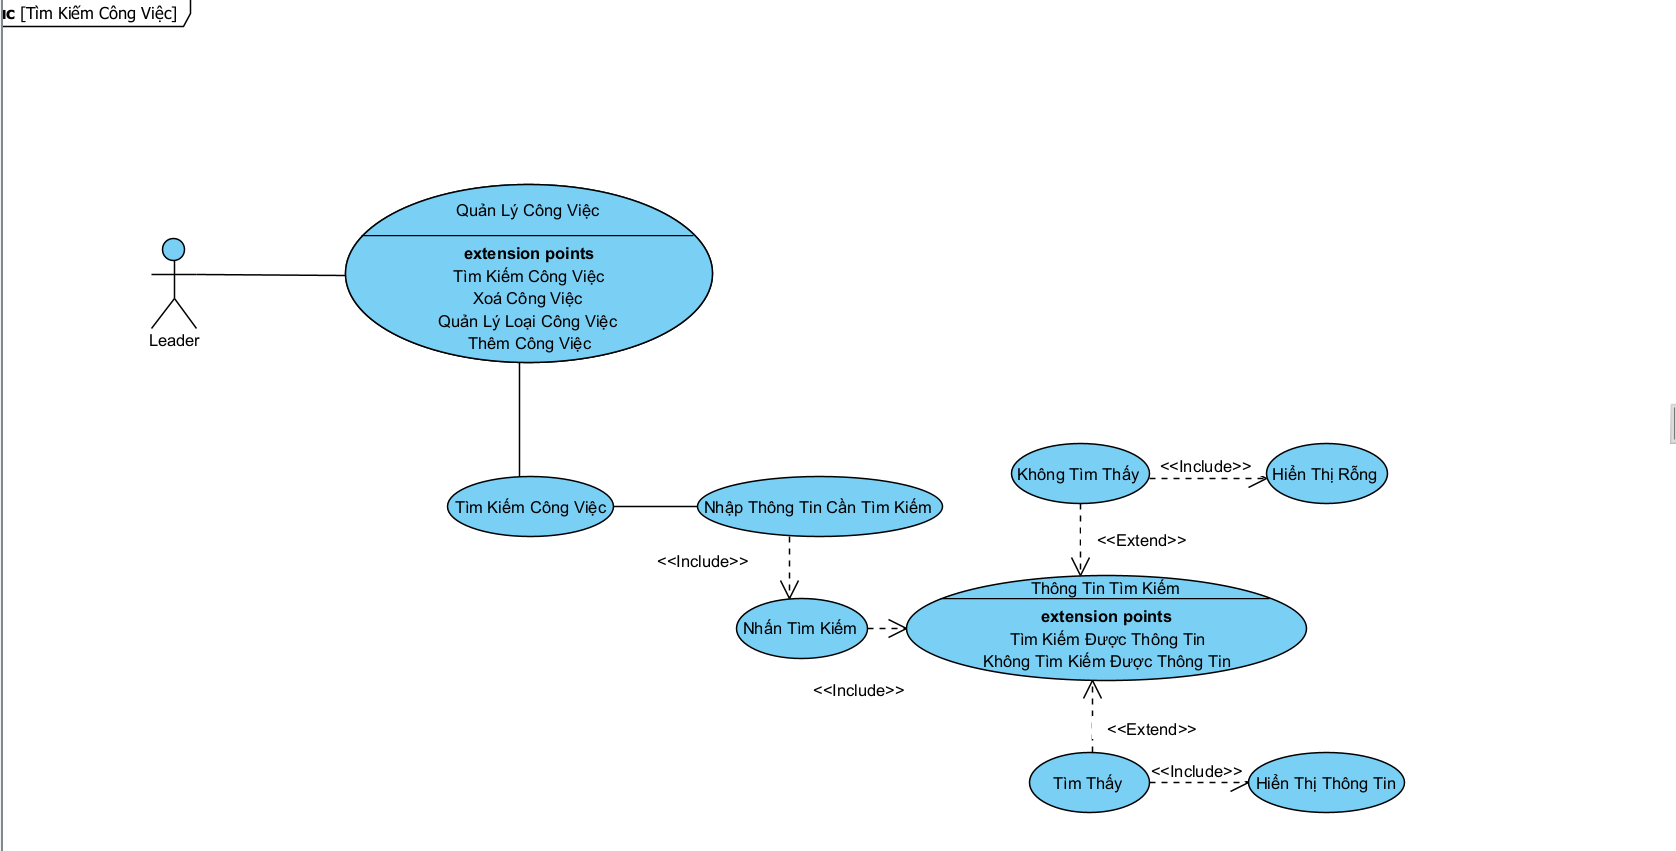 uc [Tìm Kiếm Công Việc]
Quản Lý Công Việc
extension points
Tìm Kiếm Công Việc
Xoá Công Việc
Quản Lý Loại Công Việc
Thêm Công Việc
Leader
Tìm Kiếm Công Việc
Nhập Thông Tin Cần Tìm Kiếm
<<Include>>
Nhấn Tìm Kiếm
<<Include>>
Không Tìm Thấy
<<Include>>
Hiển Thị Rỗng
<<Extend>>
Thông Tin Tìm Kiếm
extension points
Tìm Kiếm Được Thông Tin
Không Tìm Kiếm Được Thông Tin
<<Extend>>
Tìm Thấy
<<Include>>
Hiển Thị Thông Tin